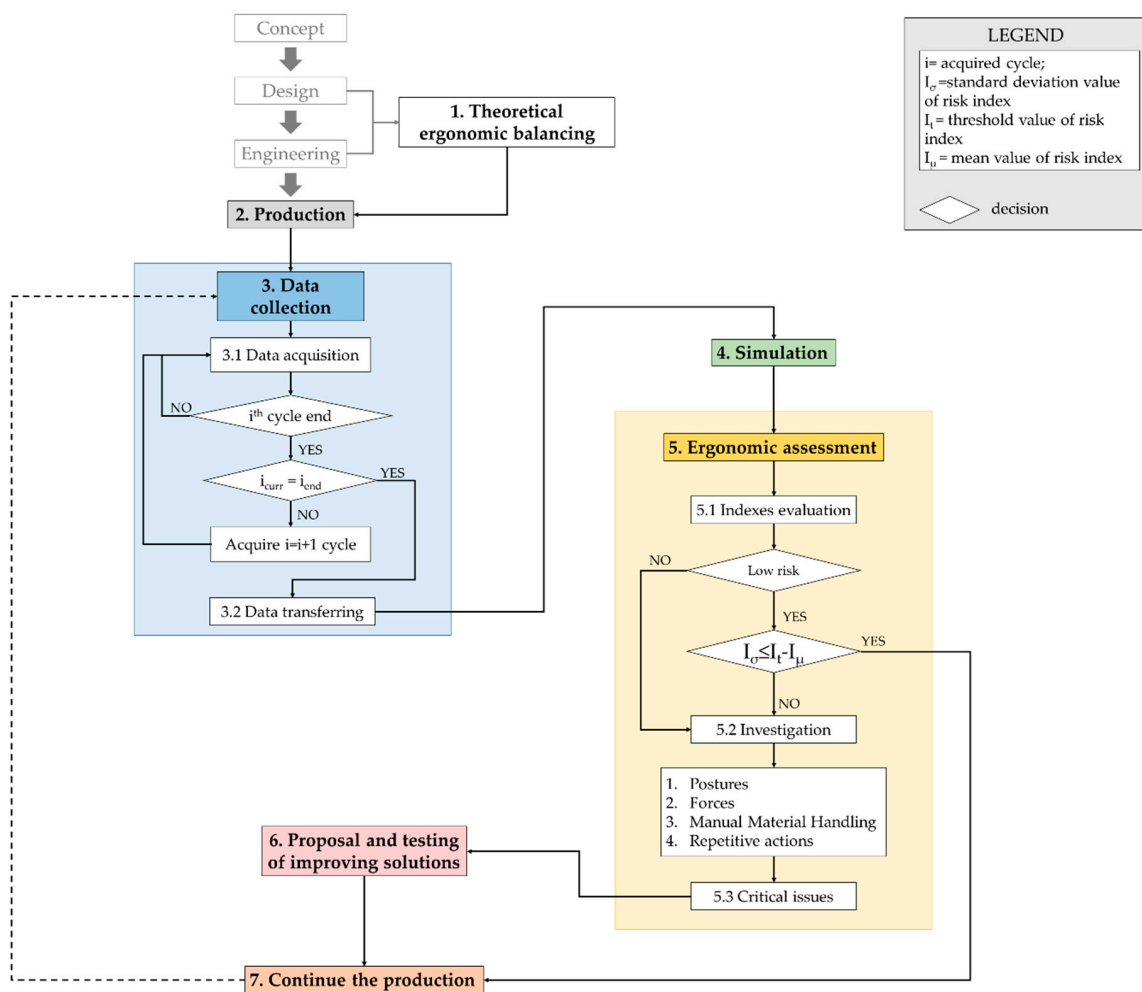 Concept
Design
Engineering
1. Theoretical
ergonomic balancing
2. Production
LEGEND
i= acquired cycle;
Iσ =standard deviation value
of risk index
It = threshold value of risk
index
Iμ = mean value of risk index
decision
3. Data
collection
3.1 Data acquisition
NO
ith cycle end
YES
icurr = iend
YES
NO
Acquire i=i+1 cycle
3.2 Data transferring
4. Simulation
5. Ergonomic assessment
5.1 Indexes evaluation
NO
Low risk
YES
Iσ≤It-Iμ
YES
NO
5.2 Investigation
1. Postures
2. Forces
3. Manual Material Handling
4. Repetitive actions
5.3 Critical issues
6. Proposal and testing
of improving solutions
7. Continue the production